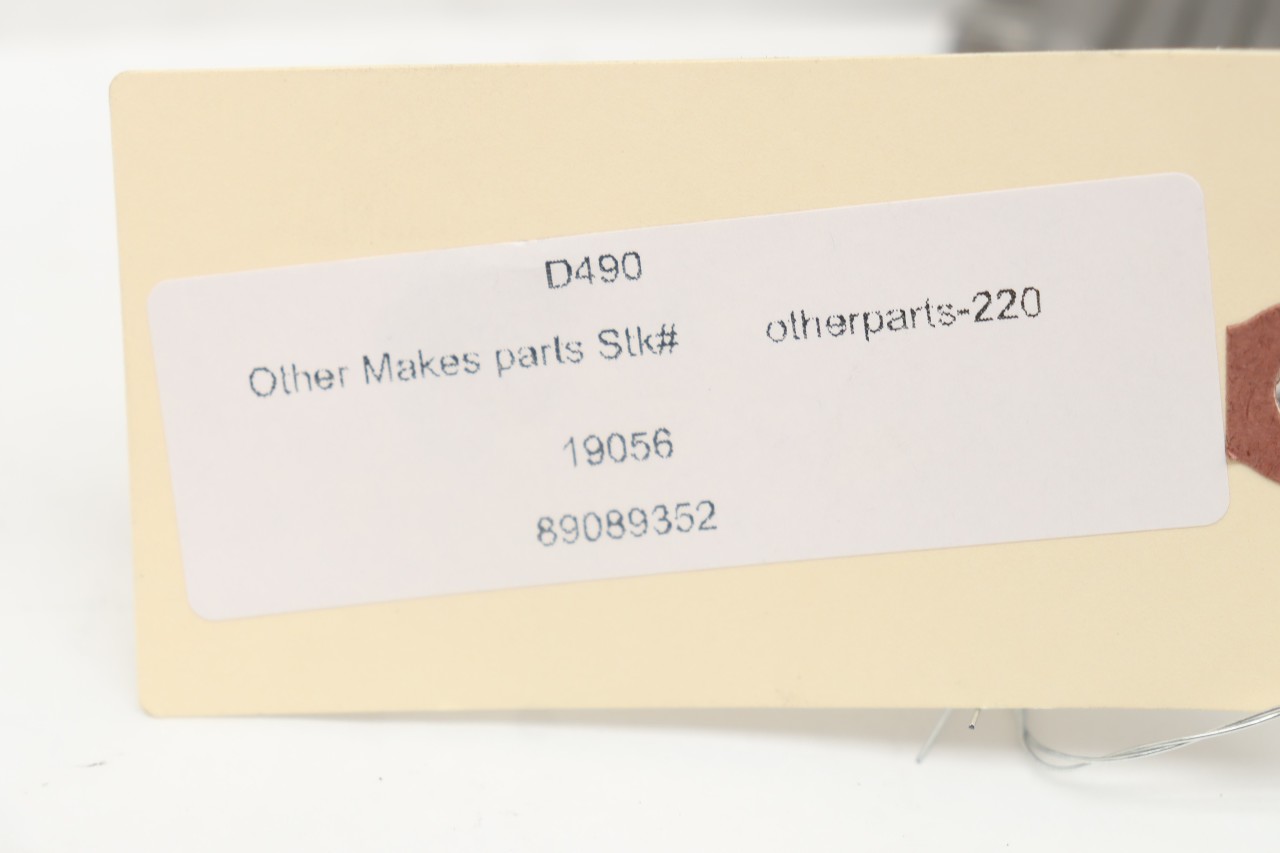 D490
Other Makes parts Stk# otherparts-220
19056
89089352